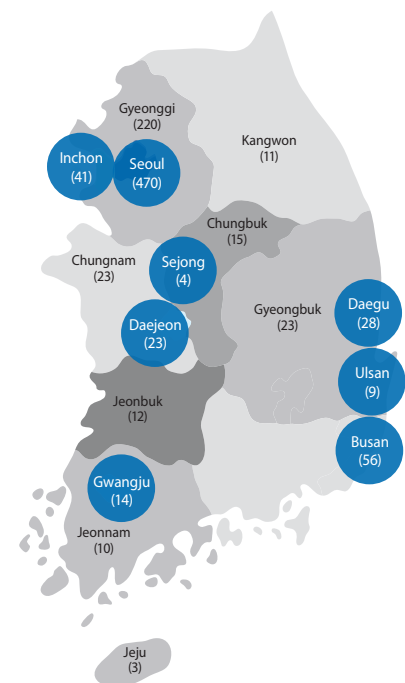 Gyeonggi
(220)
Kangwon
(11)
Inchon
(41)
Seoul
(470)
Chungbuk
(15)
Chungnam
(23)
Sejong
(4)
Gyeongbuk
(23)
Daegu
(28)
Daejeon
(23)
Ulsan
(9)
Jeonbuk
(12)
Busan
(56)
Gwangju
(14)
Jeonnam
(10)
Jeju
(3)